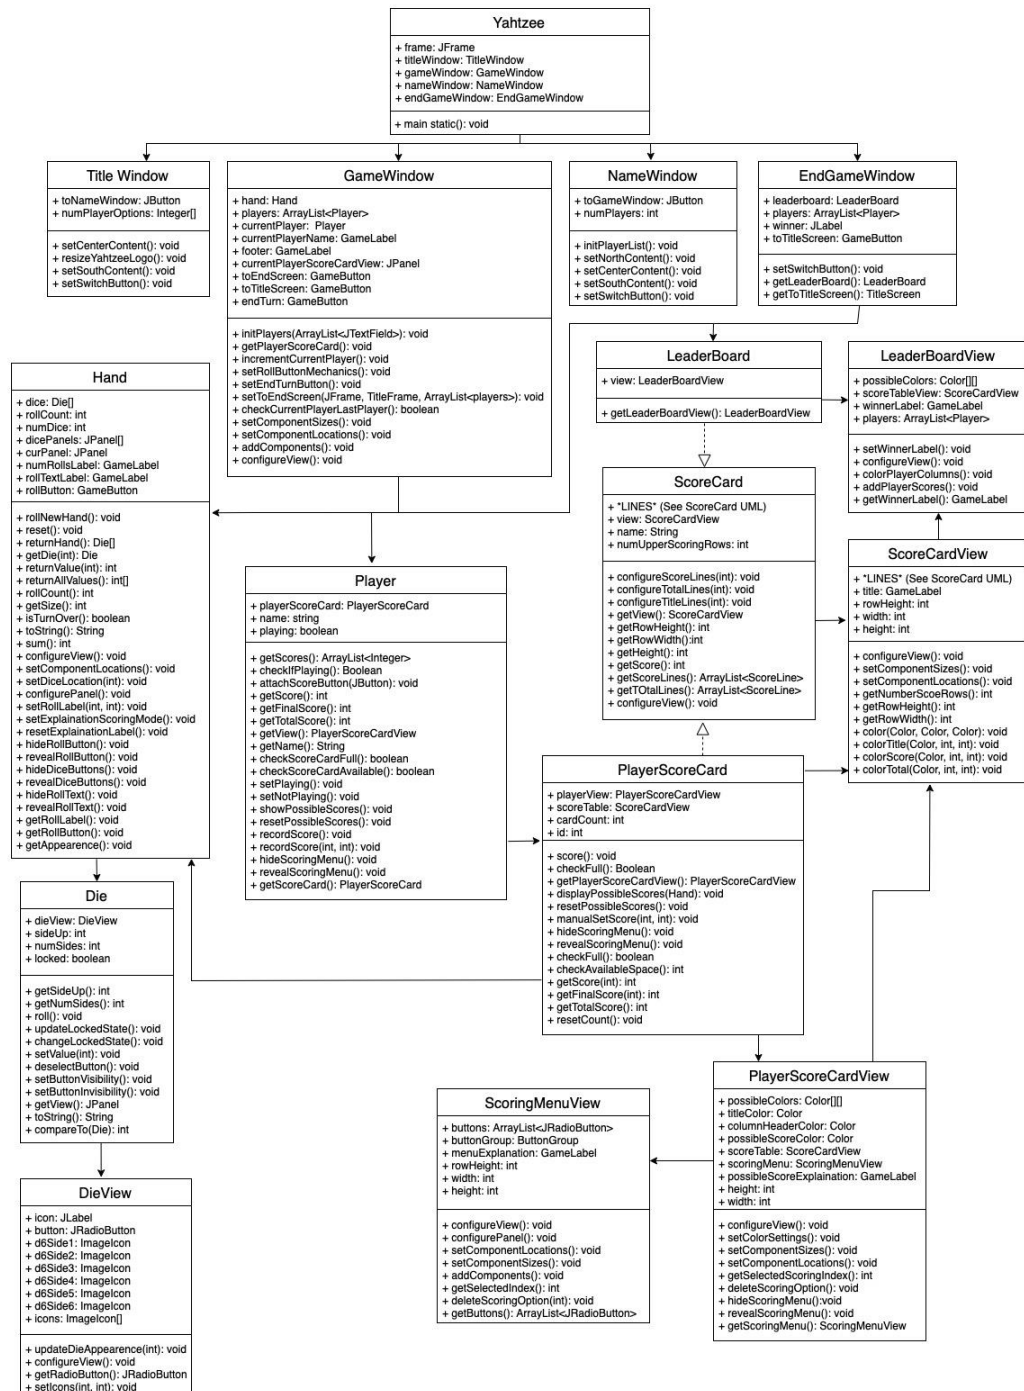 Yahtzee
+ frame: JFrame
+ titleWindow: TitleWindow
+ gameWindow: GameWindow
+ nameWindow: NameWindow
+ endGameWindow: EndGameWindow
+ main static(): void
Title Window
+ toNameWindow: JButton
+ numPlayerOptions: Integer[]
+ setCenterContent(): void
+ resizeYahtzeeLogo(): void
+ setSouthContent(): void
+ setSwitchButton(): void
GameWindow
+ hand: Hand
+ players: ArrayList<Player>
+ currentPlayer: Player
+ currentPlayerName: GameLabel
+ footer: GameLabel
+ currentPlayerScoreCardView: JPanel
+ toEndScreen: GameButton
+ toTitleScreen: GameButton
+ endTurn: GameButton
+ initPlayers(ArrayList<JTextField>): void
+ getPlayerScoreCard(): void
+ incrementCurrentPlayer(): void
+ setRollButtonMechanics(): void
+ setEndTurnButton(): void
+ setToEndScreen(JFrame, TitleFrame, ArrayList<players>): void
+ checkCurrentPlayerLastPlayer(): boolean
+ setComponentSizes(): void
+ setComponentLocations(): void
+ addComponents(): void
+ configureView(): void
NameWindow
+ toGameWindow: JButton
+ numPlayers: int
+ initPlayerList(): void
+ setNorthContent(): void
+ setCenterContent(): void
+ setSouthContent(): void
+ setSwitchButton(): void
EndGameWindow
+ leaderboard: LeaderBoard
+ players: ArrayList<Player>
+ winner: JLabel
+ toTitleScreen: GameButton
+ setSwitchButton(): void
+ getLeaderBoard(): LeaderBoard
+ getToTitleScreen(): TitleScreen
LeaderBoard
+ view: LeaderBoardView
+ getLeaderBoardView(): LeaderBoardView
LeaderBoardView
+ possibleColors: Color[][]
+ scoreTableView: ScoreCardView
+ winnerLabel: GameLabel
+ players: ArrayList<Player>
+ setWinnerLabel(): void
+ configureView(): void
+ colorPlayerColumns(): void
+ addPlayerScores(): void
+ getWinnerLabel(): GameLabel
Hand
+ dice: Die[]
+ rollCount: int
+ numDice: int
+ dicePanels: JPanel[]
+ curPanel: JPanel
+ numRollsLabel: GameLabel
+ rollTextLabel: GameLabel
+ rollButton: GameButton
+ rollNewHand(): void
+ reset(): void
+ returnHand(): Die[]
+ getDie(int): Die
+ returnValue(int): int
+ returnAllValues(): int[]
+ rollCount(): int
+ getSize(): int
+ isTurnOver(): boolean
+ toString(): String
+ sum(): int
+ configureView(): void
+ setComponentLocations(): void
+ setDiceLocation(int): void
+ configurePanel(): void
+ setRollLabel(int, int): void
+ setExplainationScoringMode(): void
+ resetExplainationLabel(): void
+ hideRollButton(): void
+ revealRollButton(): void
+ hideDiceButtons(): void
+ revealDiceButtons(): void
+ hideRollText(): void
+ revealRollText(): void
+ getRollLabel(): void
+ getRollButton(): void
+ getAppearence(): void
ScoreCard
+ *LINES* (See ScoreCard UML)
+ view: ScoreCardView
+ name: String
+ numUpperScoringRows: int
+ configureScoreLines(int): void
+ configureTotalLines(int): void
+ configureTitleLines(int): void
+ getView(): ScoreCardView
+ getRowHeight(): int
+ getRowWidth():int
+ getHeight(): int
+ getScore(): int
+ getScoreLines(): ArrayList<ScoreLine>
+ getTOtalLines(): ArrayList<ScoreLine>
+ configureView(): void
ScoreCardView
+ *LINES* (See ScoreCard UML)
+ title: GameLabel
+ rowHeight: int
+ width: int
+ height: int
+ configureView(): void
+ setComponentSizes(): void
+ setComponentLocations(): void
+ getNumberScoeRows(): int
+ getRowHeight(): int
+ getRowWidth(): int
+ color(Color, Color, Color): void
+ colorTitle(Color, int, int): void
+ colorScore(Color, int, int): void
+ colorTotal(Color, int, int): void
Player
+ playerScoreCard: PlayerScoreCard
+ name: string
+ playing: boolean
+ getScores(): ArrayList<Integer>
+ checkIfPlaying(): Boolean
+ attachScoreButton(JButton): void
+ getScore(): int
+ getFinalScore(): int
+ getTotalScore(): int
+ getView(): PlayerScoreCardView
+ getName(): String
+ checkScoreCardFull(): boolean
+ checkScoreCardAvailable(): boolean
+ setPlaying(): void
+ setNotPlaying(): void
+ showPossibleScores(): void
+ resetPossibleScores(): void
+ recordScore(): void
+ recordScore(int, int): void
+ hideScoringMenu(): void
+ revealScoringMenu(): void
+ getScoreCard(): PlayerScoreCard
PlayerScoreCard
+ playerView: PlayerScoreCardView
+ scoreTable: ScoreCardView
+ cardCount: int
+ id: int
+ score(): void
+ checkFull(): Boolean
+ getPlayerScoreCardView(): PlayerScoreCardView
+ displayPossibleScores(Hand): void
+ resetPossibleScores(): void
+ manualSetScore(int, int): void
+ hideScoringMenu(): void
+ revealScoringMenu(): void
+ checkFull(): boolean
+ checkAvailableSpace(): int
+ getScore(int): int
+ getFinalScore(int): int
+ getTotalScore(): int
+ resetCount(): void
Die
+ dieView: DieView
+ sideUp: int
+ numSides: int
+ locked: boolean
+ getSideUp(): int
+ getNumSides(): int
+ roll(): void
+ updateLockedState(): void
+ changeLockedState(): void
+ setValue(int): void
+ deselectButton(): void
+ setButtonVisibility(): void
+ setButtonInvisibility(): void
+ getView(): JPanel
+ toString(): String
+ compareTo(Die): int
PlayerScoreCardView
+ possibleColors: Color[][]
+ titleColor: Color
+ columnHeaderColor: Color
+ possibleScoreColor: Color
+ scoreTable: ScoreCardView
+ scoringMenu: ScoringMenuView
+ possibleScoreExplaination: GameLabel
+ height: int
+ width: int
+ configureView(): void
+ setColorSettings(): void
+ setComponentSizes(): void
+ setComponentLocations(): void
+ getSelectedScoringIndex(): int
+ deleteScoringOption(): void
+ hideScoringMenu():void
+ revealScoringMenu(): void
+ getScoringMenu(): ScoringMenuView
ScoringMenuView
+ buttons: ArrayList<JRadioButton>
+ buttonGroup: ButtonGroup
+ menuExplanation: GameLabel
+ rowHeight: int
+ width: int
+ height: int
+ configureView(): void
+ configurePanel(): void
+ setComponentLocations(): void
+ setComponentSizes(): void
+ addComponents(): void
+ getSelectedIndex(): int
+ deleteScoringOption(int): void
+ getButtons(): ArrayList<JRadioButton>
DieView
+ icon: JLabel
+ button: JRadioButton
+ d6Side1: ImageIcon
+ d6Side2: ImageIcon
+ d6Side3: ImageIcon
+ d6Side4: ImageIcon
+ d6Side5: ImageIcon
+ d6Side6: ImageIcon
+ icons: ImageIcon[]
+ updateDieAppearence(int): void
+ configureView(): void
+ getRadioButton(): JRadioButton
+ setIcons(int, int): void